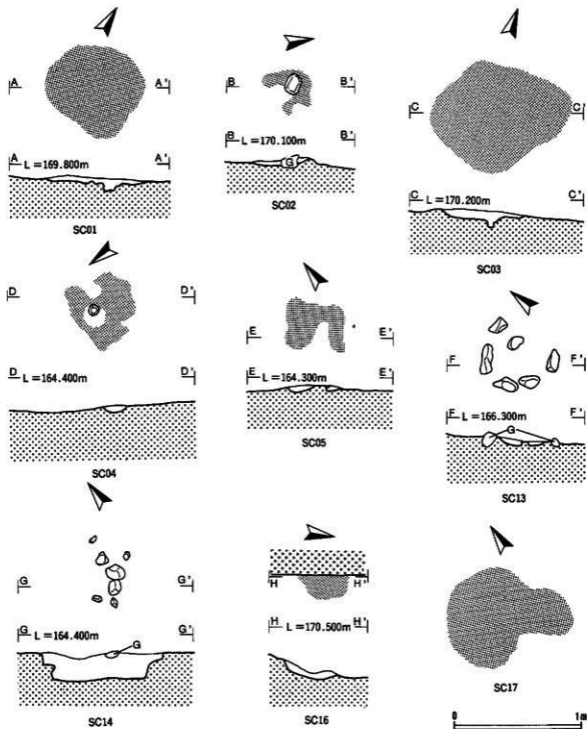 A A'
A L=169.800m A'
SC01
B B'
B L=170.100m B'
G
SC02
C C'
C L=170.200m C'
SC03
D D'
D L=164.400m D'
SC04
E E'
E L=164.300m E'
SC05
F F'
F L=166.300m F'
G
SC13
G G'
G L=164.400m G'
G
SC14
H H'
H L=170.500m H'
SC16
SC17
0 1m